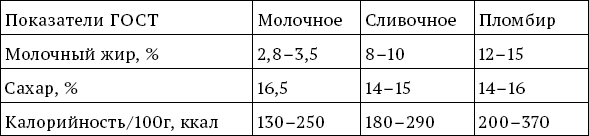 Показатели ГОСТ Молочное Сливочное Пломбир
Молочный жир, % 2,8–3,5 8–10 12–15
Сахар, % 16,5 14–15 14–16
Калорийность/100г, ккал 130–250 180–290 200–370